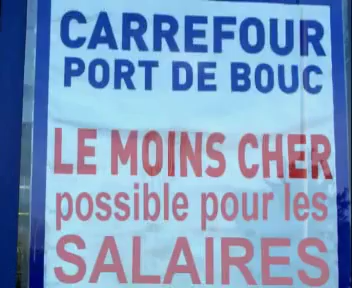 CARREFOUR
PORT DE BOUC
LE MOINS CHER
possible pour les
SALAIRES